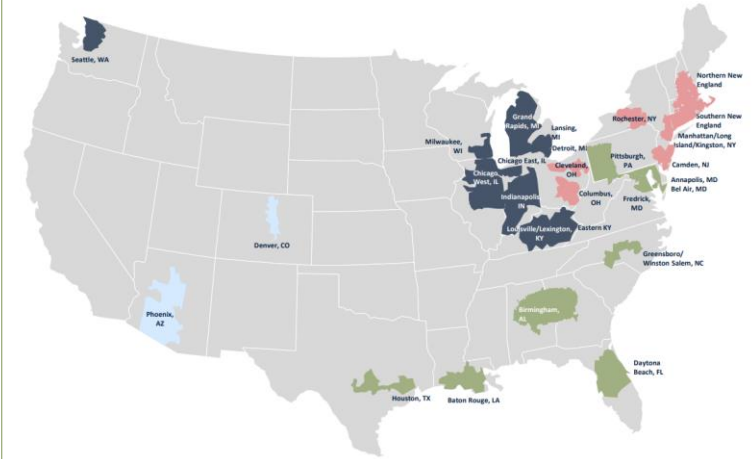 Seattle, WA
Northern New
England
Southern New
England
Rochester, NY
Manhattan/Long
Island/Kingston, NY
Grand
Rapids, MI
Lansing,
MI
Detroit, MI
Milwaukee,
WI
Chicago East, IL
Cleveland,
OH
Pittsburgh,
PA
Camden, NJ
Chicago
West, IL
Annapolis, MD
Bel Air, MD
Indianapolis,
IN
Columbus,
OH
Fredrick,
MD
Louisville/Lexington,
KY
Eastern KY
Denver, CO
Greensboro/
Winston Salem, NC
Phoenix,
AZ
Birmingham,
AL
Daytona
Beach, FL
Houston, TX
Baton Rouge, LA